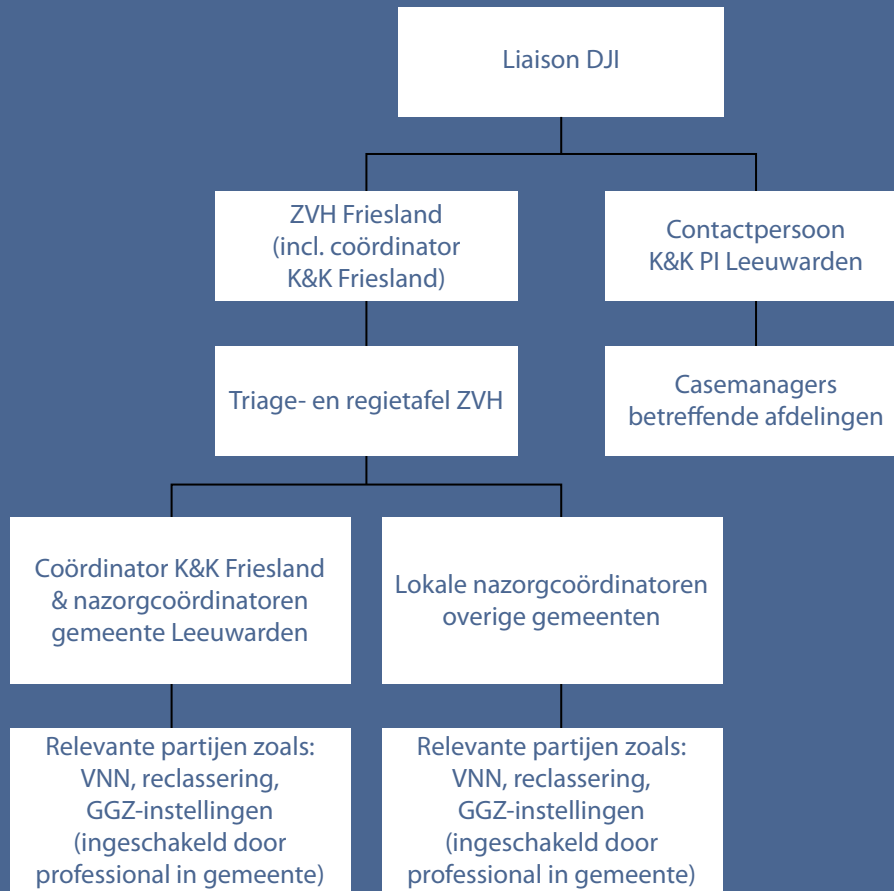 Liaison DJI
ZVH Friesland
(incl. coördinator
K&K Friesland)
Contactpersoon
K&K PI Leeuwarden
Triage- en regietafel ZVH
Casemanagers
betreffende afdelingen
Coördinator K&K Friesland
& nazorgcoördinatoren
gemeente Leeuwarden
Lokale nazorgcoördinatoren
overige gemeenten
Relevante partijen zoals:
VNN, reclassering,
GGZ-instellingen
(ingeschakeld door
professional in gemeente)
Relevante partijen zoals:
VNN, reclassering,
GGZ-instellingen
(ingeschakeld door
professional in gemeente)